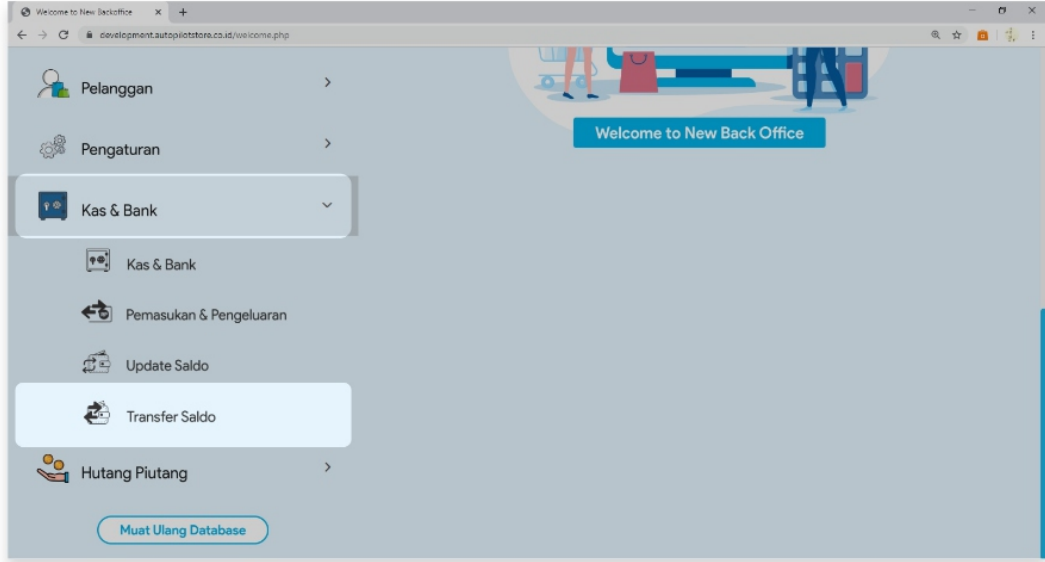 Welcome to New Backoffice
development.autopilotstore.co.id/welcome.php
Pelanggan
Welcome to New Back Office
Pengaturan
Kas & Bank
Kas & Bank
Pemasukan & Pengeluaran
Update Saldo
Transfer Saldo
Hutang Piutang
Muat Ulang Database